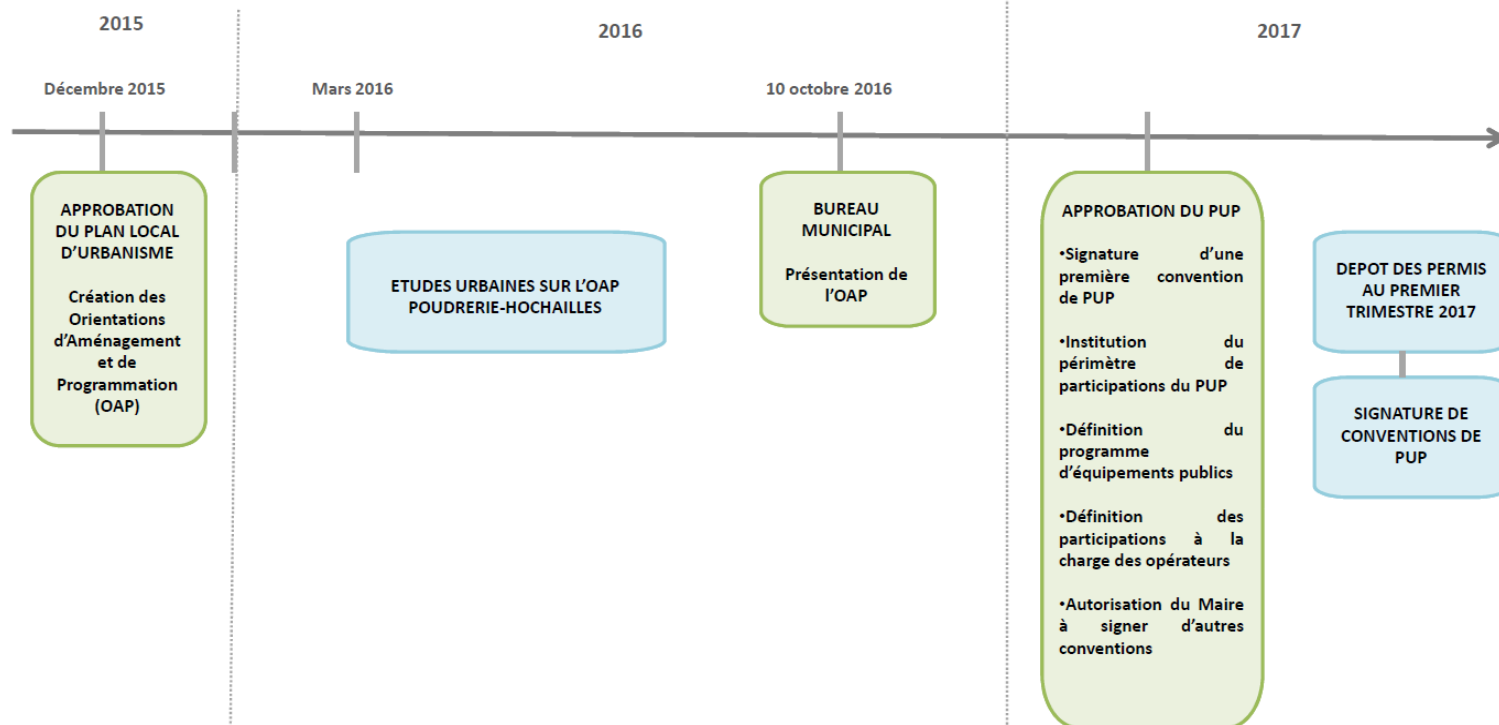 2015
2016
2017
Décembre 2015
Mars 2016
10 octobre 2016
APPROBATION
DU PLAN LOCAL
D’URBANISME
Création des
Orientations
d’Aménagement
et de
Programmation
(OAP)
ETUDES URBAINES SUR L’OAP
POUDRERIE-HOCHAILLES
BUREAU
MUNICIPAL
Présentation de
l’OAP
APPROBATION DU PUP
•Signature d’une
première convention
de PUP
•Institution du
périmètre de
participations du PUP
•Définition du
programme
d’équipements publics
•Définition des
participations à la
charge des opérateurs
•Autorisation du Maire
à signer d’autres
conventions
DEPOT DES PERMIS
AU PREMIER
TRIMESTRE 2017
SIGNATURE DE
CONVENTIONS DE
PUP